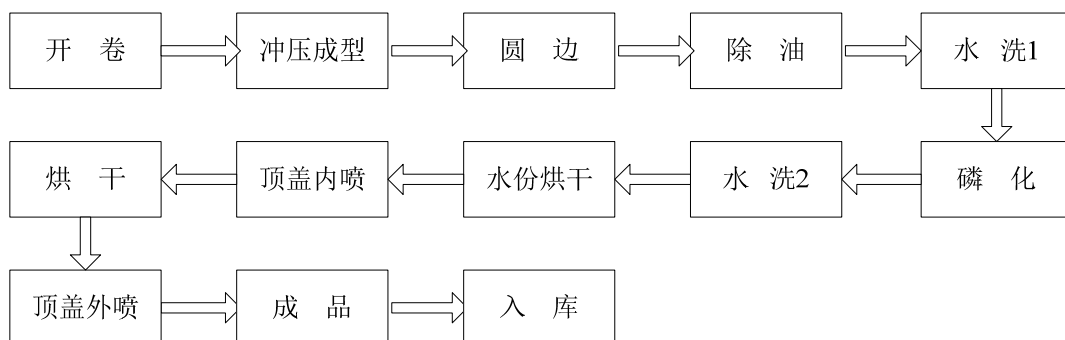 开 卷
冲压成型
圆 边
除 油
水 洗1
磷 化
水 洗2
水份烘干
顶盖内喷
烘 干
顶盖外喷
成 品
入 库